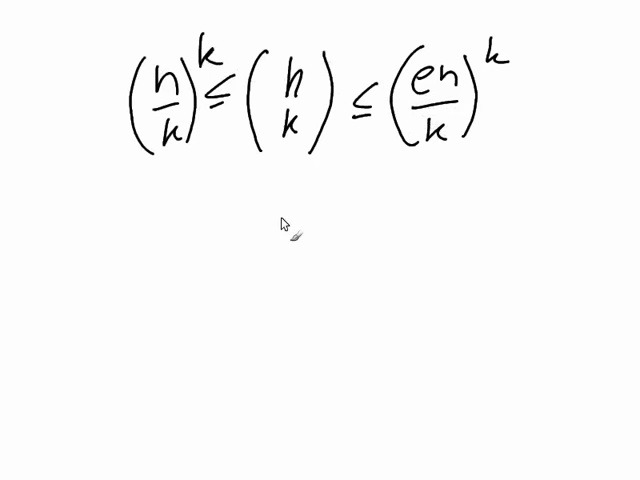 (n/k)^k ≤ (n k) ≤ (en/k)^k